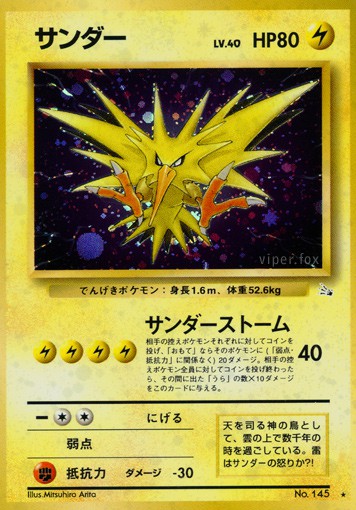 サンダー LV.40 HP80
viper.fox
でんげきポケモン：身長1.6m、体重52.6kg
サンダーストーム 40
相手の控えポケモンそれぞれに対してコインを
投げ、「おもて」ならそのポケモンに(「弱点・
抵抗力」に関係なく)20ダメージ。相手の控
えポケモン全員に対してコインを投げ終わった
ら、その間に出た「うら」の数×10ダメージ
をこのカードに与える。
にげる
弱点
抵抗力 ダメージ -30
天を司る神の鳥とし
て、雲の上で数千年の
時を過ごしている。雷
はサンダーの怒りか?!
Illus.Mitsuhiro Arita
No. 145